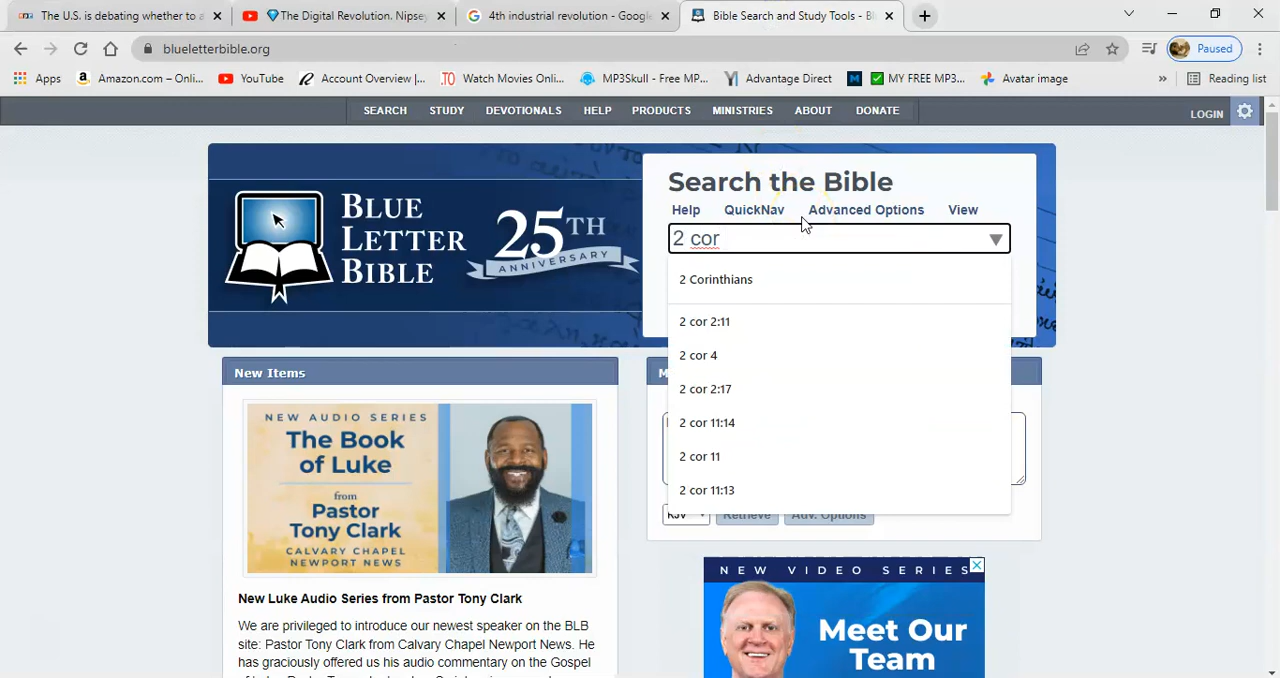 The U.S. is debating whether to a
The Digital Revolution. Nipsey
4th industrial revolution - Google
Bible Search and Study Tools - Bl
blueletterbible.org
Paused
Apps
Amazon.com – Onli...
YouTube
Account Overview |...
Watch Movies Onli...
MP3Skull - Free MP...
Advantage Direct
MY FREE MP3...
Avatar image
»
Reading list
SEARCH STUDY DEVOTIONALS HELP PRODUCTS MINISTRIES ABOUT DONATE
LOGIN
BLUE
LETTER
BIBLE
25TH
ANNIVERSARY
Search the Bible
Help QuickNav Advanced Options View
2 cor
2 Corinthians
2 cor 2:11
2 cor 4
2 cor 2:17
2 cor 11:14
2 cor 11
2 cor 11:13
KJV Retrieve Adv. Options
New Items
NEW AUDIO SERIES
The Book
of Luke
from
Pastor
Tony Clark
CALVARY CHAPEL
NEWPORT NEWS
New Luke Audio Series from Pastor Tony Clark
We are privileged to introduce our newest speaker on the BLB
site: Pastor Tony Clark from Calvary Chapel Newport News. He
has graciously offered us his audio commentary on the Gospel
NEW VIDEO SERIES
Meet Our
Team